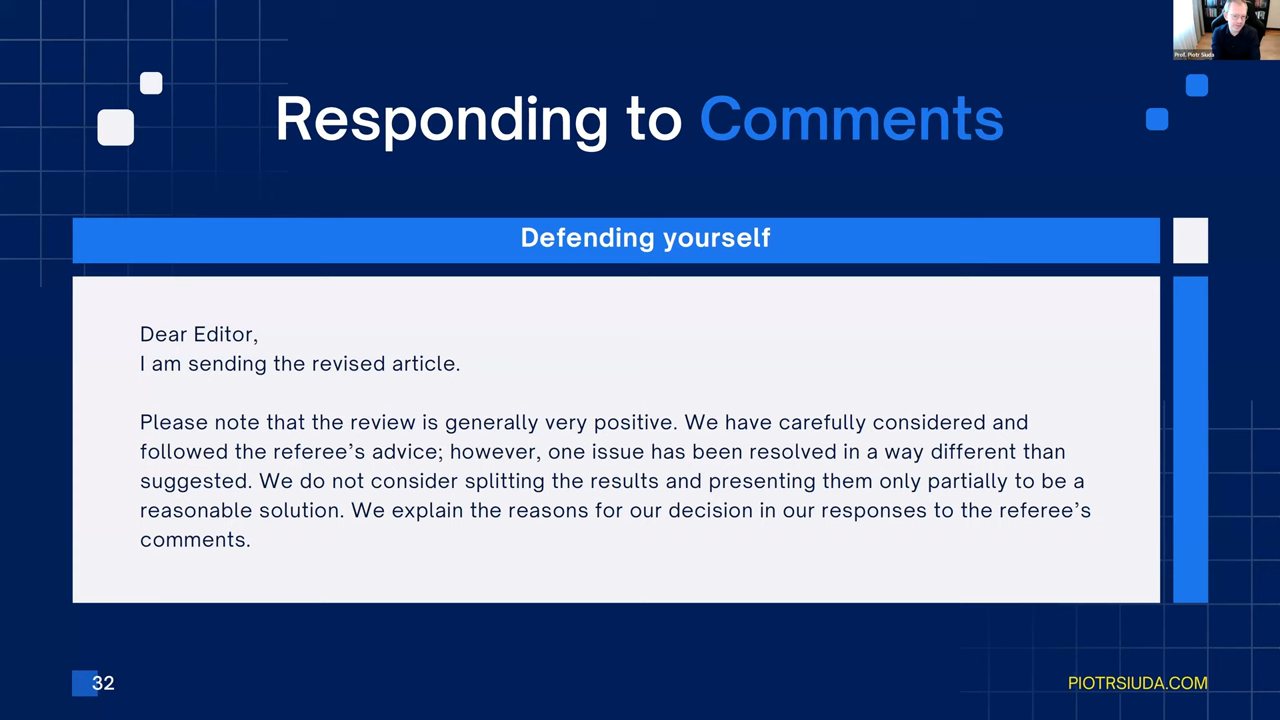 Prof. Piotr Siuda
Responding to Comments
Defending yourself
Dear Editor,
I am sending the revised article.
Please note that the review is generally very positive. We have carefully considered and
followed the referee’s advice; however, one issue has been resolved in a way different than
suggested. We do not consider splitting the results and presenting them only partially to be a
reasonable solution. We explain the reasons for our decision in our responses to the referee’s
comments.
32
PIOTRSIUDA.COM